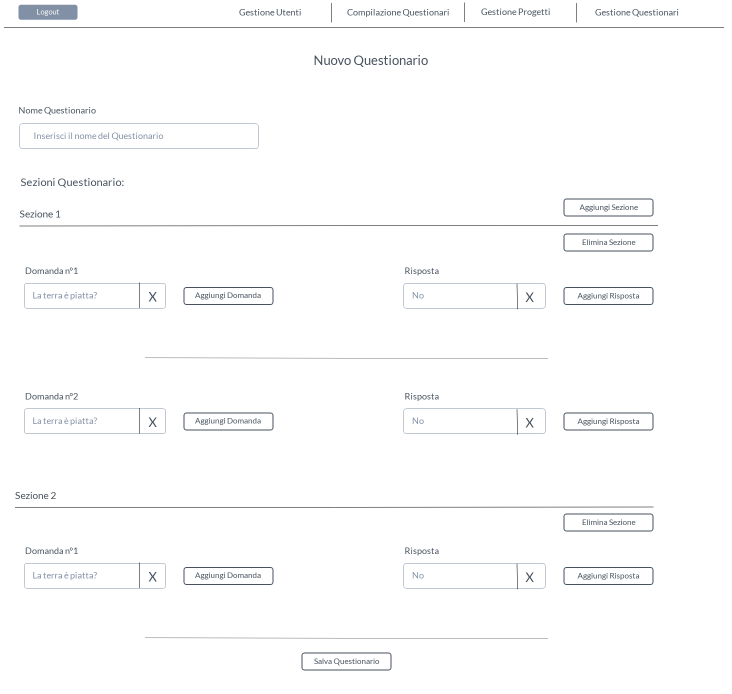 Logout
Gestione Utenti
Compilazione Questionari
Gestione Progetti
Gestione Questionari
Nuovo Questionario
Nome Questionario
Inserisci il nome del Questionario
Sezioni Questionario:
Aggiungi Sezione
Sezione 1
Elimina Sezione
Domanda n°1
Risposta
La terra è piatta? X Aggiungi Domanda
No X Aggiungi Risposta
Domanda n°2
Risposta
La terra è piatta? X Aggiungi Domanda
No X Aggiungi Risposta
Sezione 2
Elimina Sezione
Domanda n°1
Risposta
La terra è piatta? X Aggiungi Domanda
No X Aggiungi Risposta
Salva Questionario